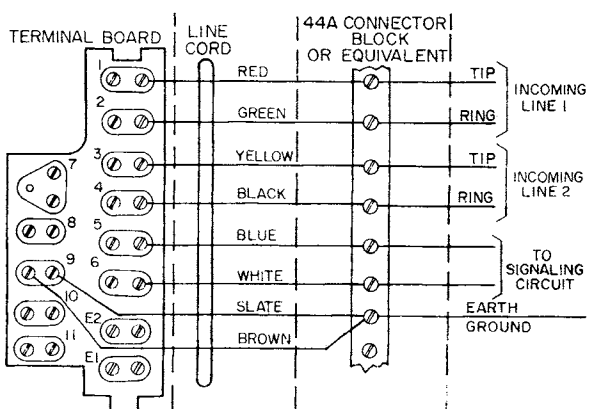 TERMINAL BOARD
LINE
CORD
44A CONNECTOR
BLOCK
OR EQUIVALENT
1
RED
TIP
INCOMING
LINE 1
2
GREEN
RING
3
YELLOW
TIP
INCOMING
LINE 2
7
4
BLACK
RING
8
5
BLUE
TO
SIGNALING
CIRCUIT
9
6
WHITE
10
E2
SLATE
EARTH
GROUND
11
E1
BROWN